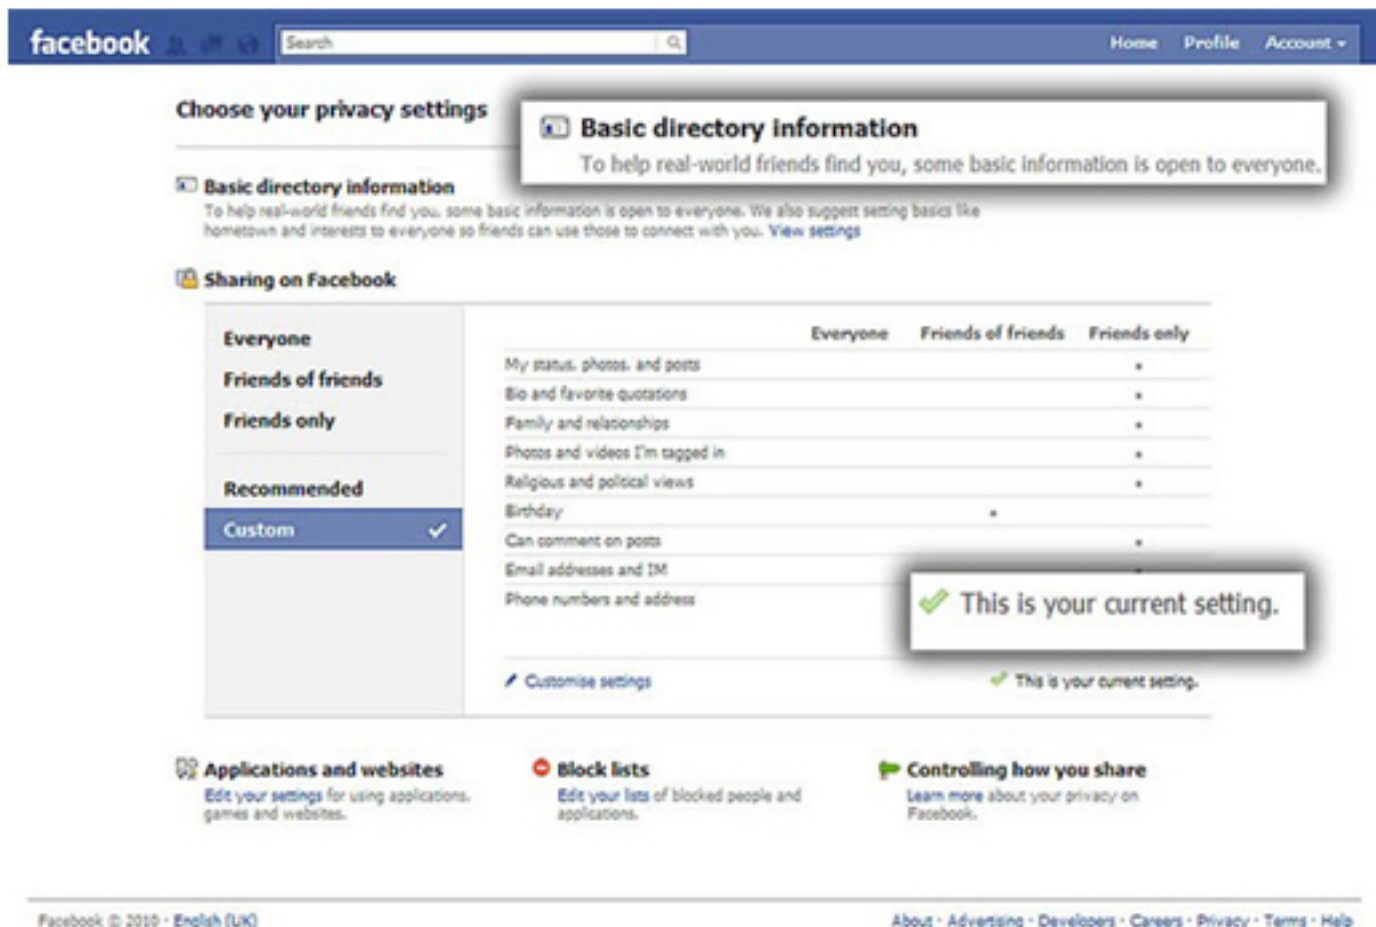 facebook Search Home Profile Account
Choose your privacy settings
Basic directory information
To help real-world friends find you, some basic information is open to everyone.
Basic directory information
To help real-world friends find you, some basic information is open to everyone. We also suggest setting basics like
hometown and interests to everyone so friends can use those to connect with you. View settings
Sharing on Facebook
Everyone
Friends of friends
Friends only
Recommended
Custom
Everyone Friends of friends Friends only
My status, photos, and posts
Bio and favorite quotations
Family and relationships
Photos and videos I'm tagged in
Religious and political views
Birthday
Can comment on posts
Email addresses and IM
Phone numbers and address
This is your current setting.
Customise settings This is your current setting.
Applications and websites
Edit your settings for using applications,
games and websites.
Block lists
Edit your lists of blocked people and
applications.
Controlling how you share
Learn more about your privacy on
Facebook.
Facebook © 2010 · English (UK) About · Advertising · Developers · Careers · Privacy · Terms · Help